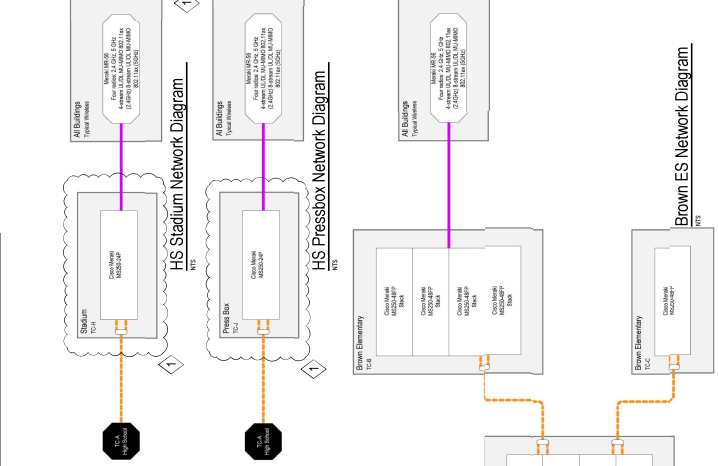 All Buildings
Typical Wireless
Meraki MR-56
Four radios: 2.4 GHz, 5 GHz
4-stream UL/DL MU-MIMO 802.11ax
(2.4GHz) 8-stream UL/DL MU-MIMO
802.11ax (5GHz)
1
Stadium
TC-H
Cisco Meraki
MS250-24P
TC-A
High School
1
HS Stadium Network Diagram
NTS
All Buildings
Typical Wireless
Meraki MR-56
Four radios: 2.4 GHz, 5 GHz
4-stream UL/DL MU-MIMO 802.11ax
(2.4GHz) 8-stream UL/DL MU-MIMO
802.11ax (5GHz)
Press Box
TC-J
Cisco Meraki
MS250-24P
TC-A
High School
1
HS Pressbox Network Diagram
NTS
All Buildings
Typical Wireless
Meraki MR-56
Four radios: 2.4 GHz, 5 GHz
4-stream UL/DL MU-MIMO 802.11ax
(2.4GHz) 8-stream UL/DL MU-MIMO
802.11ax (5GHz)
Brown Elementary
TC-B
Cisco Meraki
MS250-48FP
Stack
Cisco Meraki
MS250-48FP
Stack
Cisco Meraki
MS250-48FP
Stack
Cisco Meraki
MS250-48FP
Stack
Brown Elementary
TC-C
Cisco Meraki
MS250-48FP
Brown ES Network Diagram
NTS